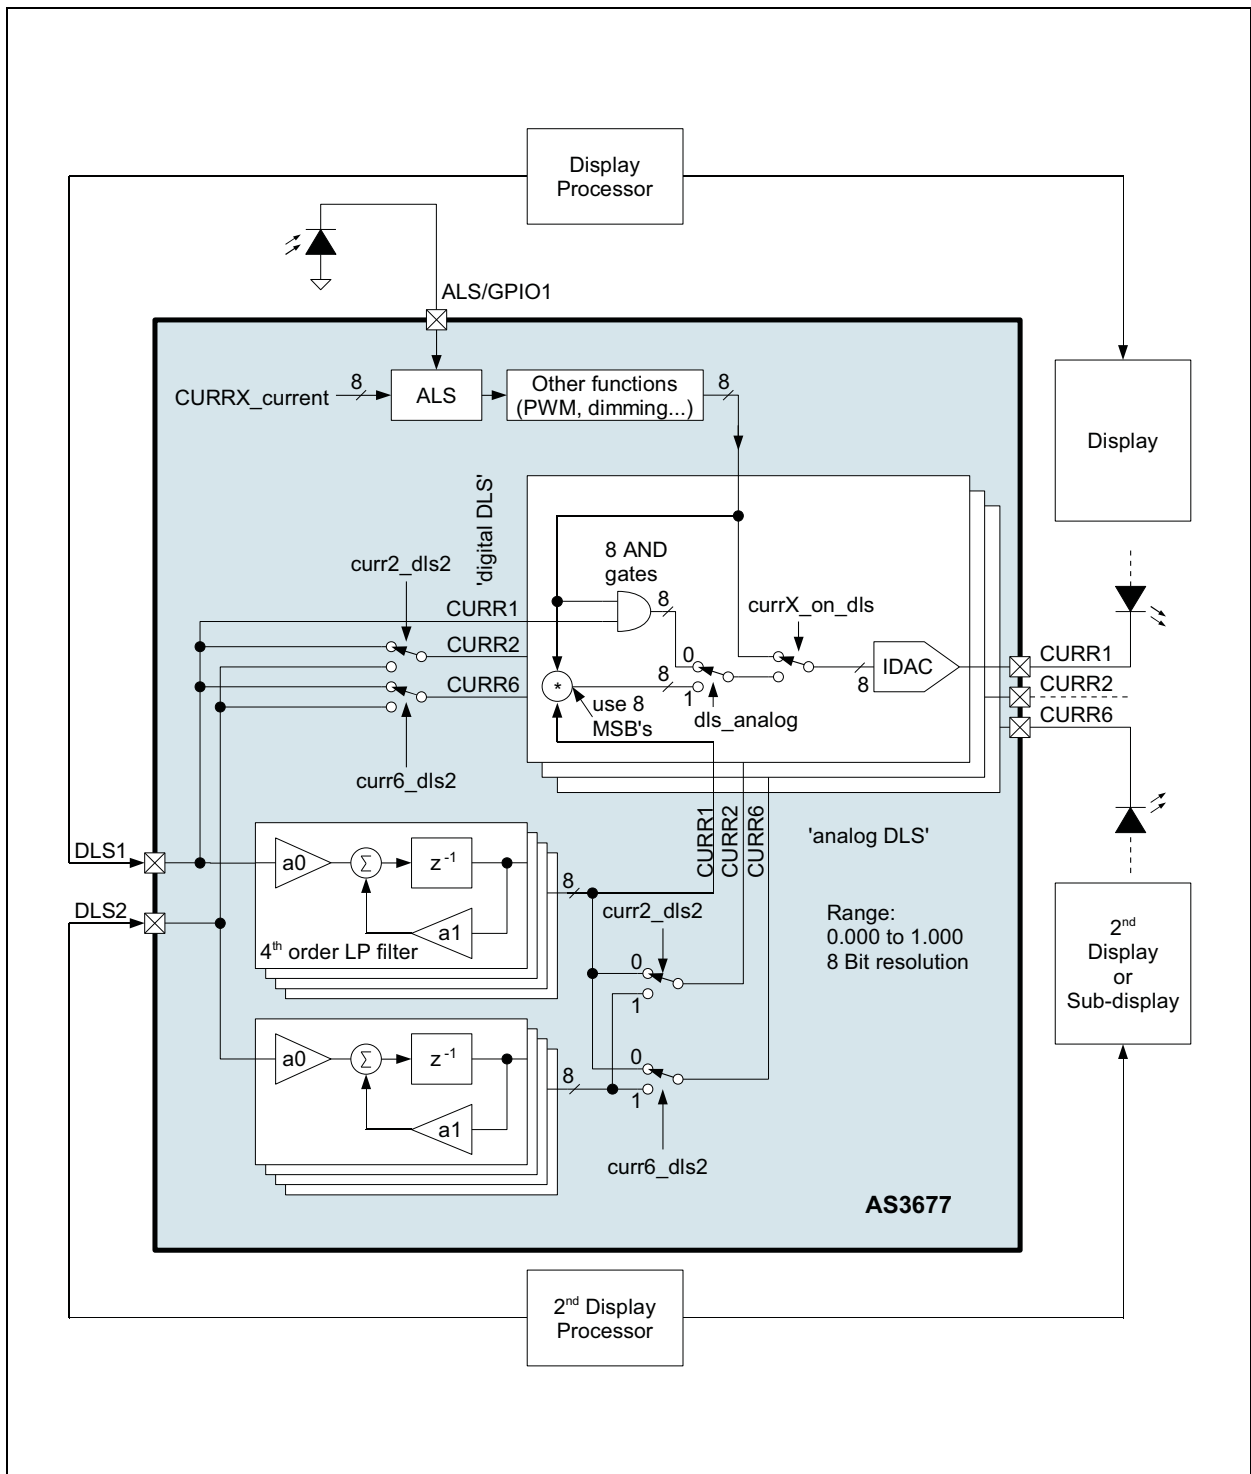 Display
Processor
ALS/GPIO1
CURRX_current
8
ALS
Other functions
(PWM, dimming...)
8
'digital DLS'
8 AND
gates
curr2_dls2
CURR1
8
currX_on_dls
CURR2
0
IDAC
8
CURR6
*
8
1
use 8
MSB's
dls_analog
curr6_dls2
Display
CURR1
CURR2
CURR6
CURR1
CURR2
CURR6
'analog DLS'
DLS1
a0
Σ
z-1
8
a1
4th order LP filter
DLS2
curr2_dls2
0
1
Range:
0.000 to 1.000
8 Bit resolution
2nd
Display
or
Sub-display
a0
Σ
z-1
8
a1
0
1
curr6_dls2
AS3677
2nd Display
Processor